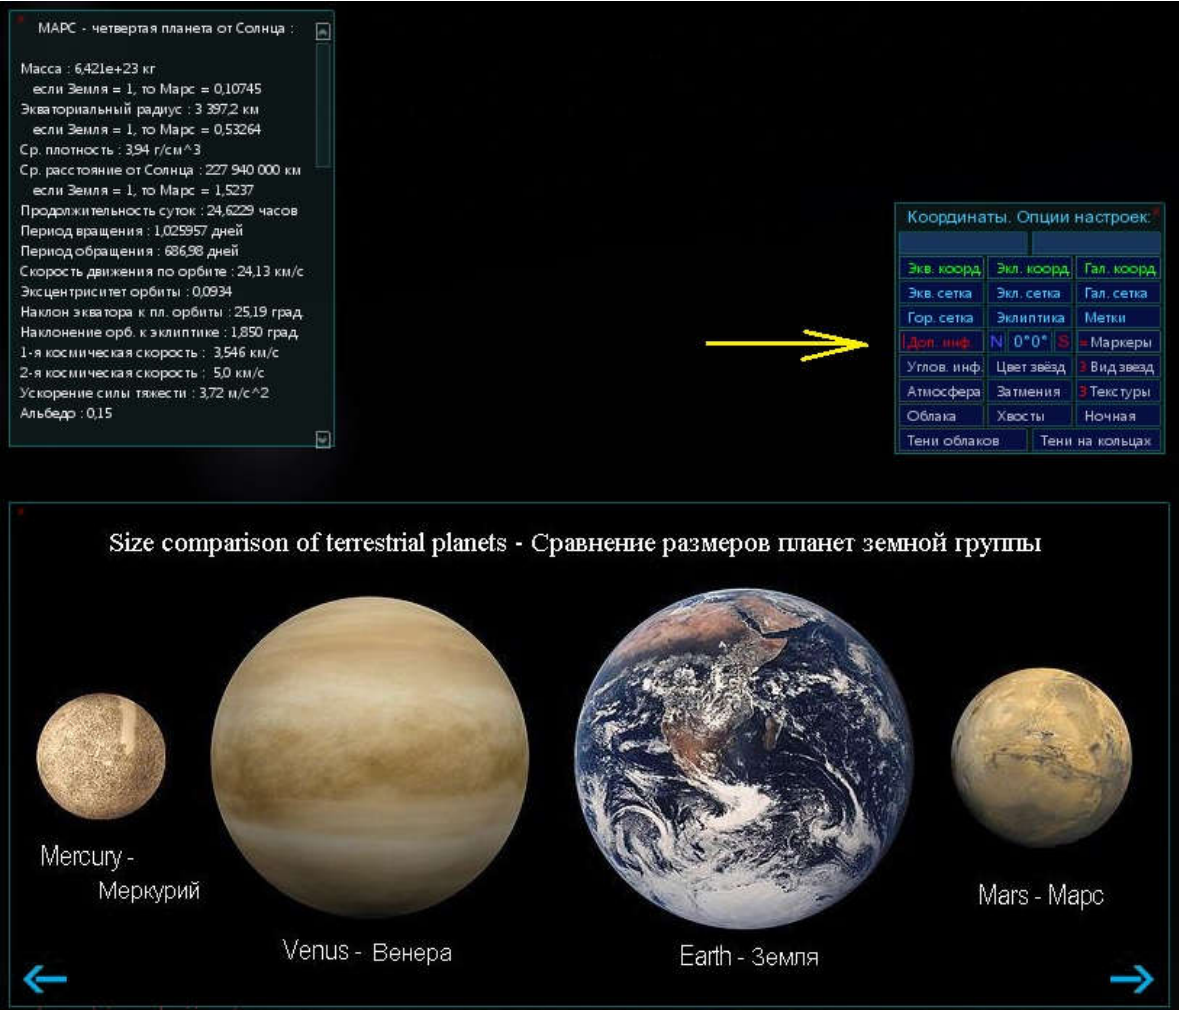 МАРС - четвертая планета от Солнца :
Масса : 6,421e+23 кг
если Земля = 1, то Марс = 0,10745
Экваториальный радиус : 3 397,2 км
если Земля = 1, то Марс = 0,53264
Ср. плотность : 3,94 г/см^3
Ср. расстояние от Солнца : 227 940 000 км
если Земля = 1, то Марс = 1,5237
Продолжительность суток : 24,6229 часов
Период вращения : 1,025957 дней
Период обращения : 686,98 дней
Скорость движения по орбите : 24,13 км/с
Эксцентриситет орбиты : 0,0934
Наклон экватора к пл. орбиты : 25,19 град.
Наклонение орб. к эклиптике : 1,850 град.
1-я космическая скорость : 3,546 км/с
2-я космическая скорость : 5,0 км/с
Ускорение силы тяжести : 3,72 м/с^2
Альбедо : 0,15
Координаты. Опции настроек:
Экв. коорд. Экл. коорд. Гал. коорд.
Экв. сетка Экл. сетка Гал. сетка
Гор. сетка Эклиптика Метки
Доп. инф. N 0°0° S = Маркеры
Углов. инф. Цвет звёзд 3 Вид звезд
Атмосфера Затмения 3 Текстуры
Облака Хвосты Ночная
Тени облаков Тени на кольцах
Size comparison of terrestrial planets - Сравнение размеров планет земной группы
Mercury -
Меркурий
Venus - Венера
Earth - Земля
Mars - Марс